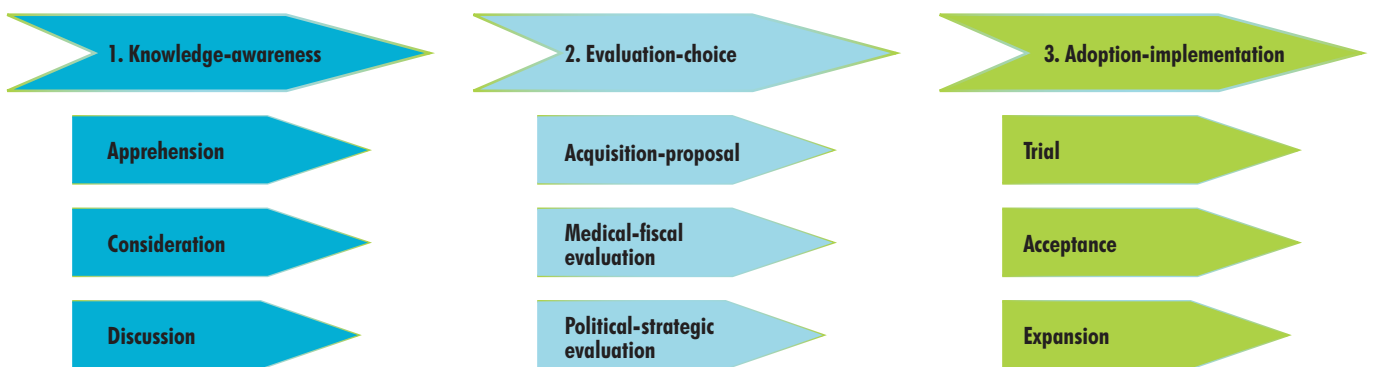 1. Knowledge-awareness
Apprehension
Consideration
Discussion
2. Evaluation-choice
Acquisition-proposal
Medical-fiscal
evaluation
Political-strategic
evaluation
3. Adoption-implementation
Trial
Acceptance
Expansion